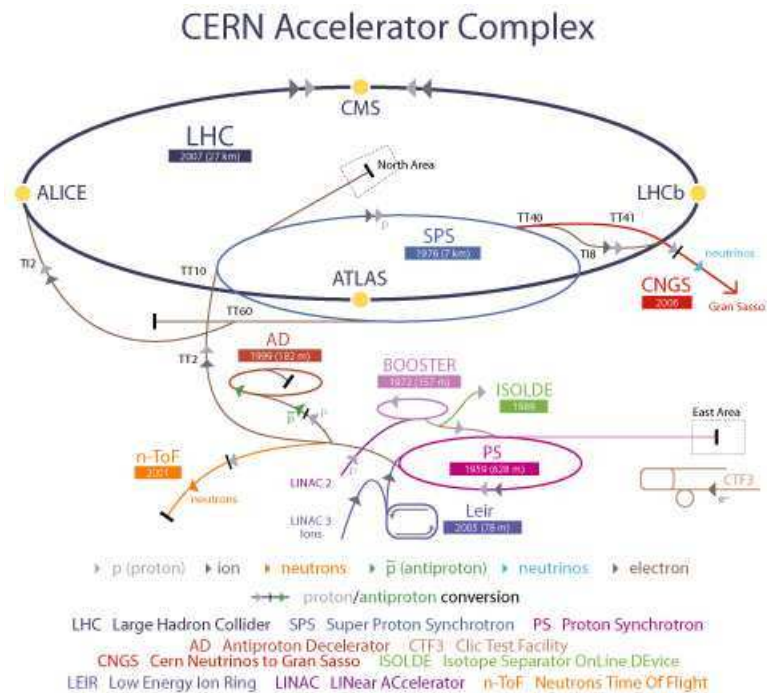 CERN Accelerator Complex
CMS
LHC
2007 (27 km)
North Area
ALICE
LHCb
TT40
TT41
SPS
1976 (7 km)
p
TI8
neutrinos
TI2
TT10
ATLAS
CNGS
2006
Gran Sasso
TT60
AD
1999 (182 m)
TT2
BOOSTER
1972 (157 m)
ISOLDE
1989
p̅
p
East Area
n-ToF
2001
PS
1959 (628 m)
LINAC 2
p
neutrons
CTF3
e-
LINAC 3
Ions
Leir
2005 (78 m)
p (proton) ion neutrons p̅ (antiproton) neutrinos electron
proton/antiproton conversion
LHC Large Hadron Collider SPS Super Proton Synchrotron PS Proton Synchrotron
AD Antiproton Decelerator CTF3 Clic Test Facility
CNGS Cern Neutrinos to Gran Sasso ISOLDE Isotope Separator OnLine DEvice
LEIR Low Energy Ion Ring LINAC LINear ACcelerator n-ToF Neutrons Time Of Flight